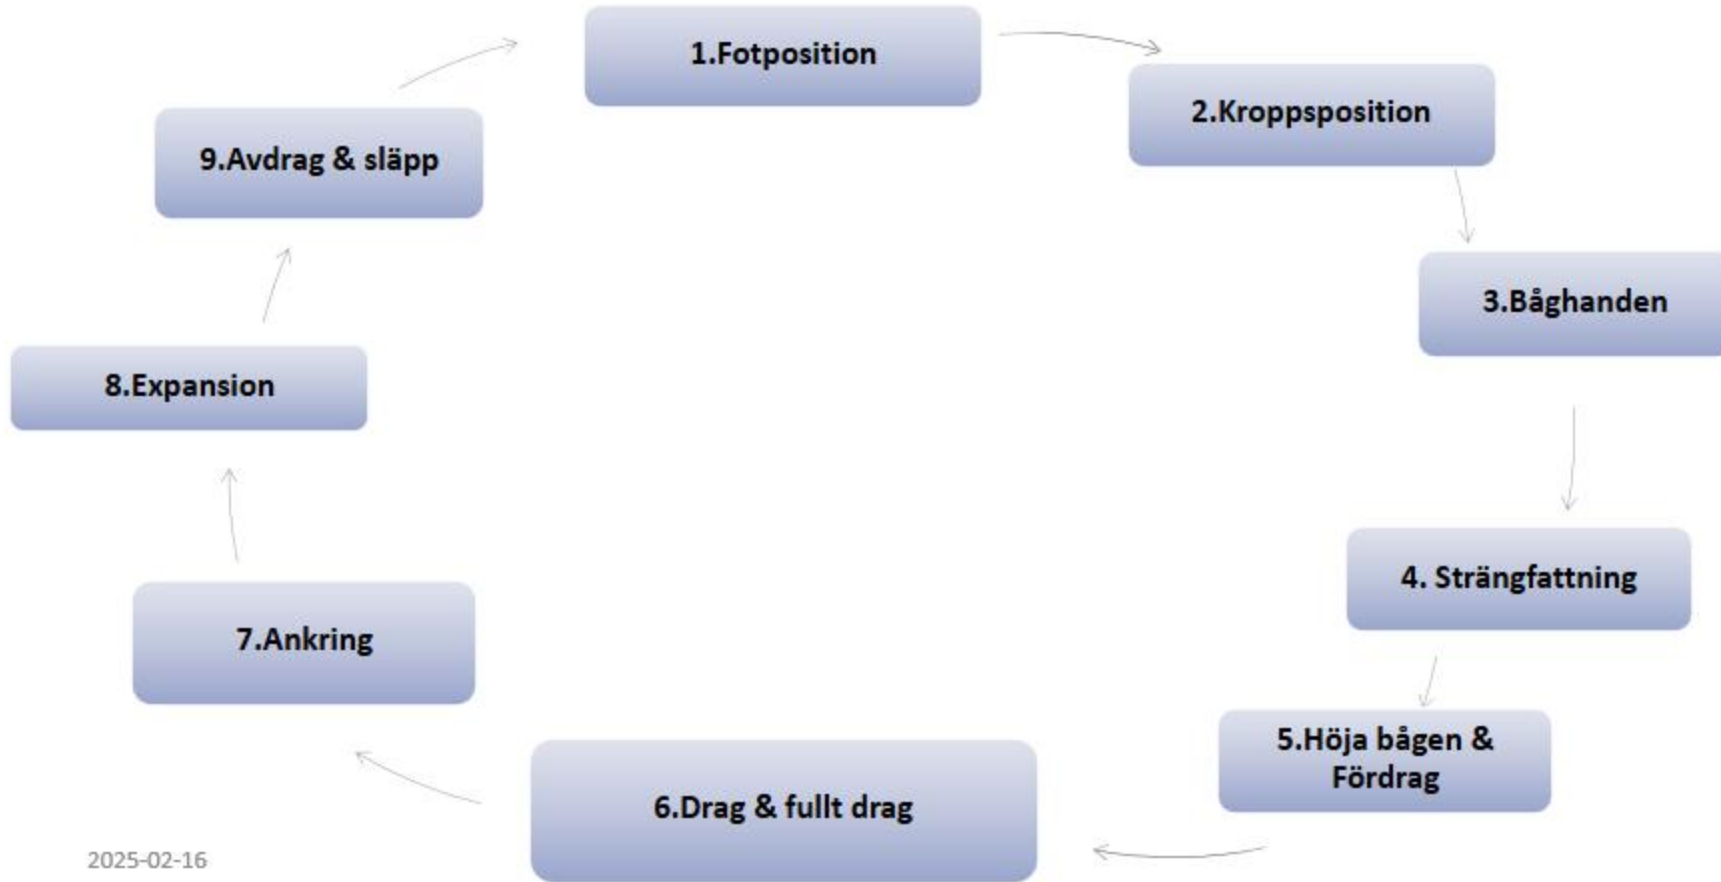 1.Fotposition
2.Kroppsposition
3.Båghanden
4. Strängfattning
5.Höja bågen &
Fördrag
6.Drag & fullt drag
7.Ankring
8.Expansion
9.Avdrag & släpp
2025-02-16